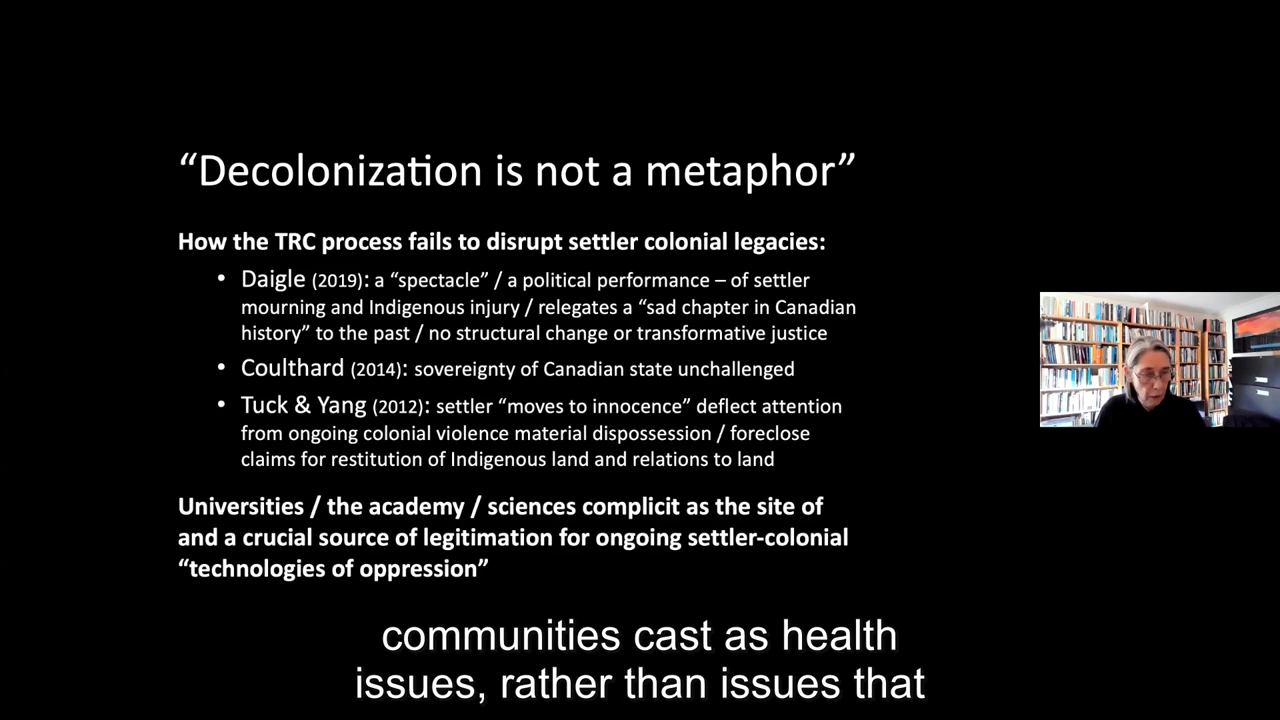 “Decolonization is not a metaphor”
How the TRC process fails to disrupt settler colonial legacies:
• Daigle (2019): a “spectacle” / a political performance – of settler
mourning and Indigenous injury / relegates a “sad chapter in Canadian
history” to the past / no structural change or transformative justice
• Coulthard (2014): sovereignty of Canadian state unchallenged
• Tuck & Yang (2012): settler “moves to innocence” deflect attention
from ongoing colonial violence material dispossession / foreclose
claims for restitution of Indigenous land and relations to land
Universities / the academy / sciences complicit as the site of
and a crucial source of legitimation for ongoing settler-colonial
“technologies of oppression”
communities cast as health
issues, rather than issues that